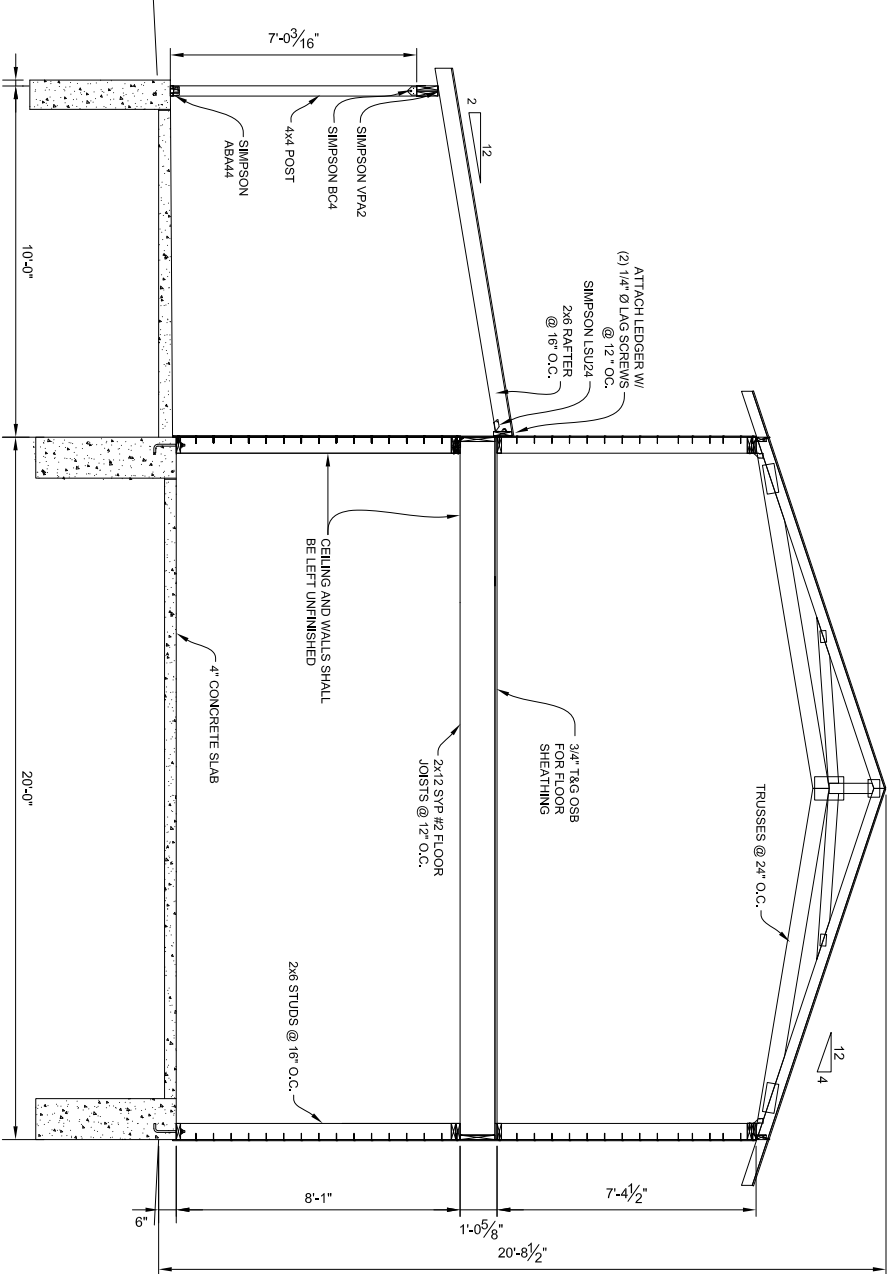 7'-0 3/16"
2
12
SIMPSON VPA2
SIMPSON BC4
4x4 POST
SIMPSON
ABA44
10'-0"
ATTACH LEDGER W/
(2) 1/4" Ø LAG SCREWS
@ 12 " OC.
SIMPSON LSU24
2x6 RAFTER
@ 16" O.C.
CEILING AND WALLS SHALL
BE LEFT UNFINISHED
4" CONCRETE SLAB
3/4" T&G OSB
FOR FLOOR
SHEATHING
2x12 SYP #2 FLOOR
JOISTS @ 12" O.C.
TRUSSES @ 24" O.C.
20'-0"
2x6 STUDS @ 16" O.C.
12
4
6"
8'-1"
1'-0 5/8"
7'-4 1/2"
20'-8 1/2"